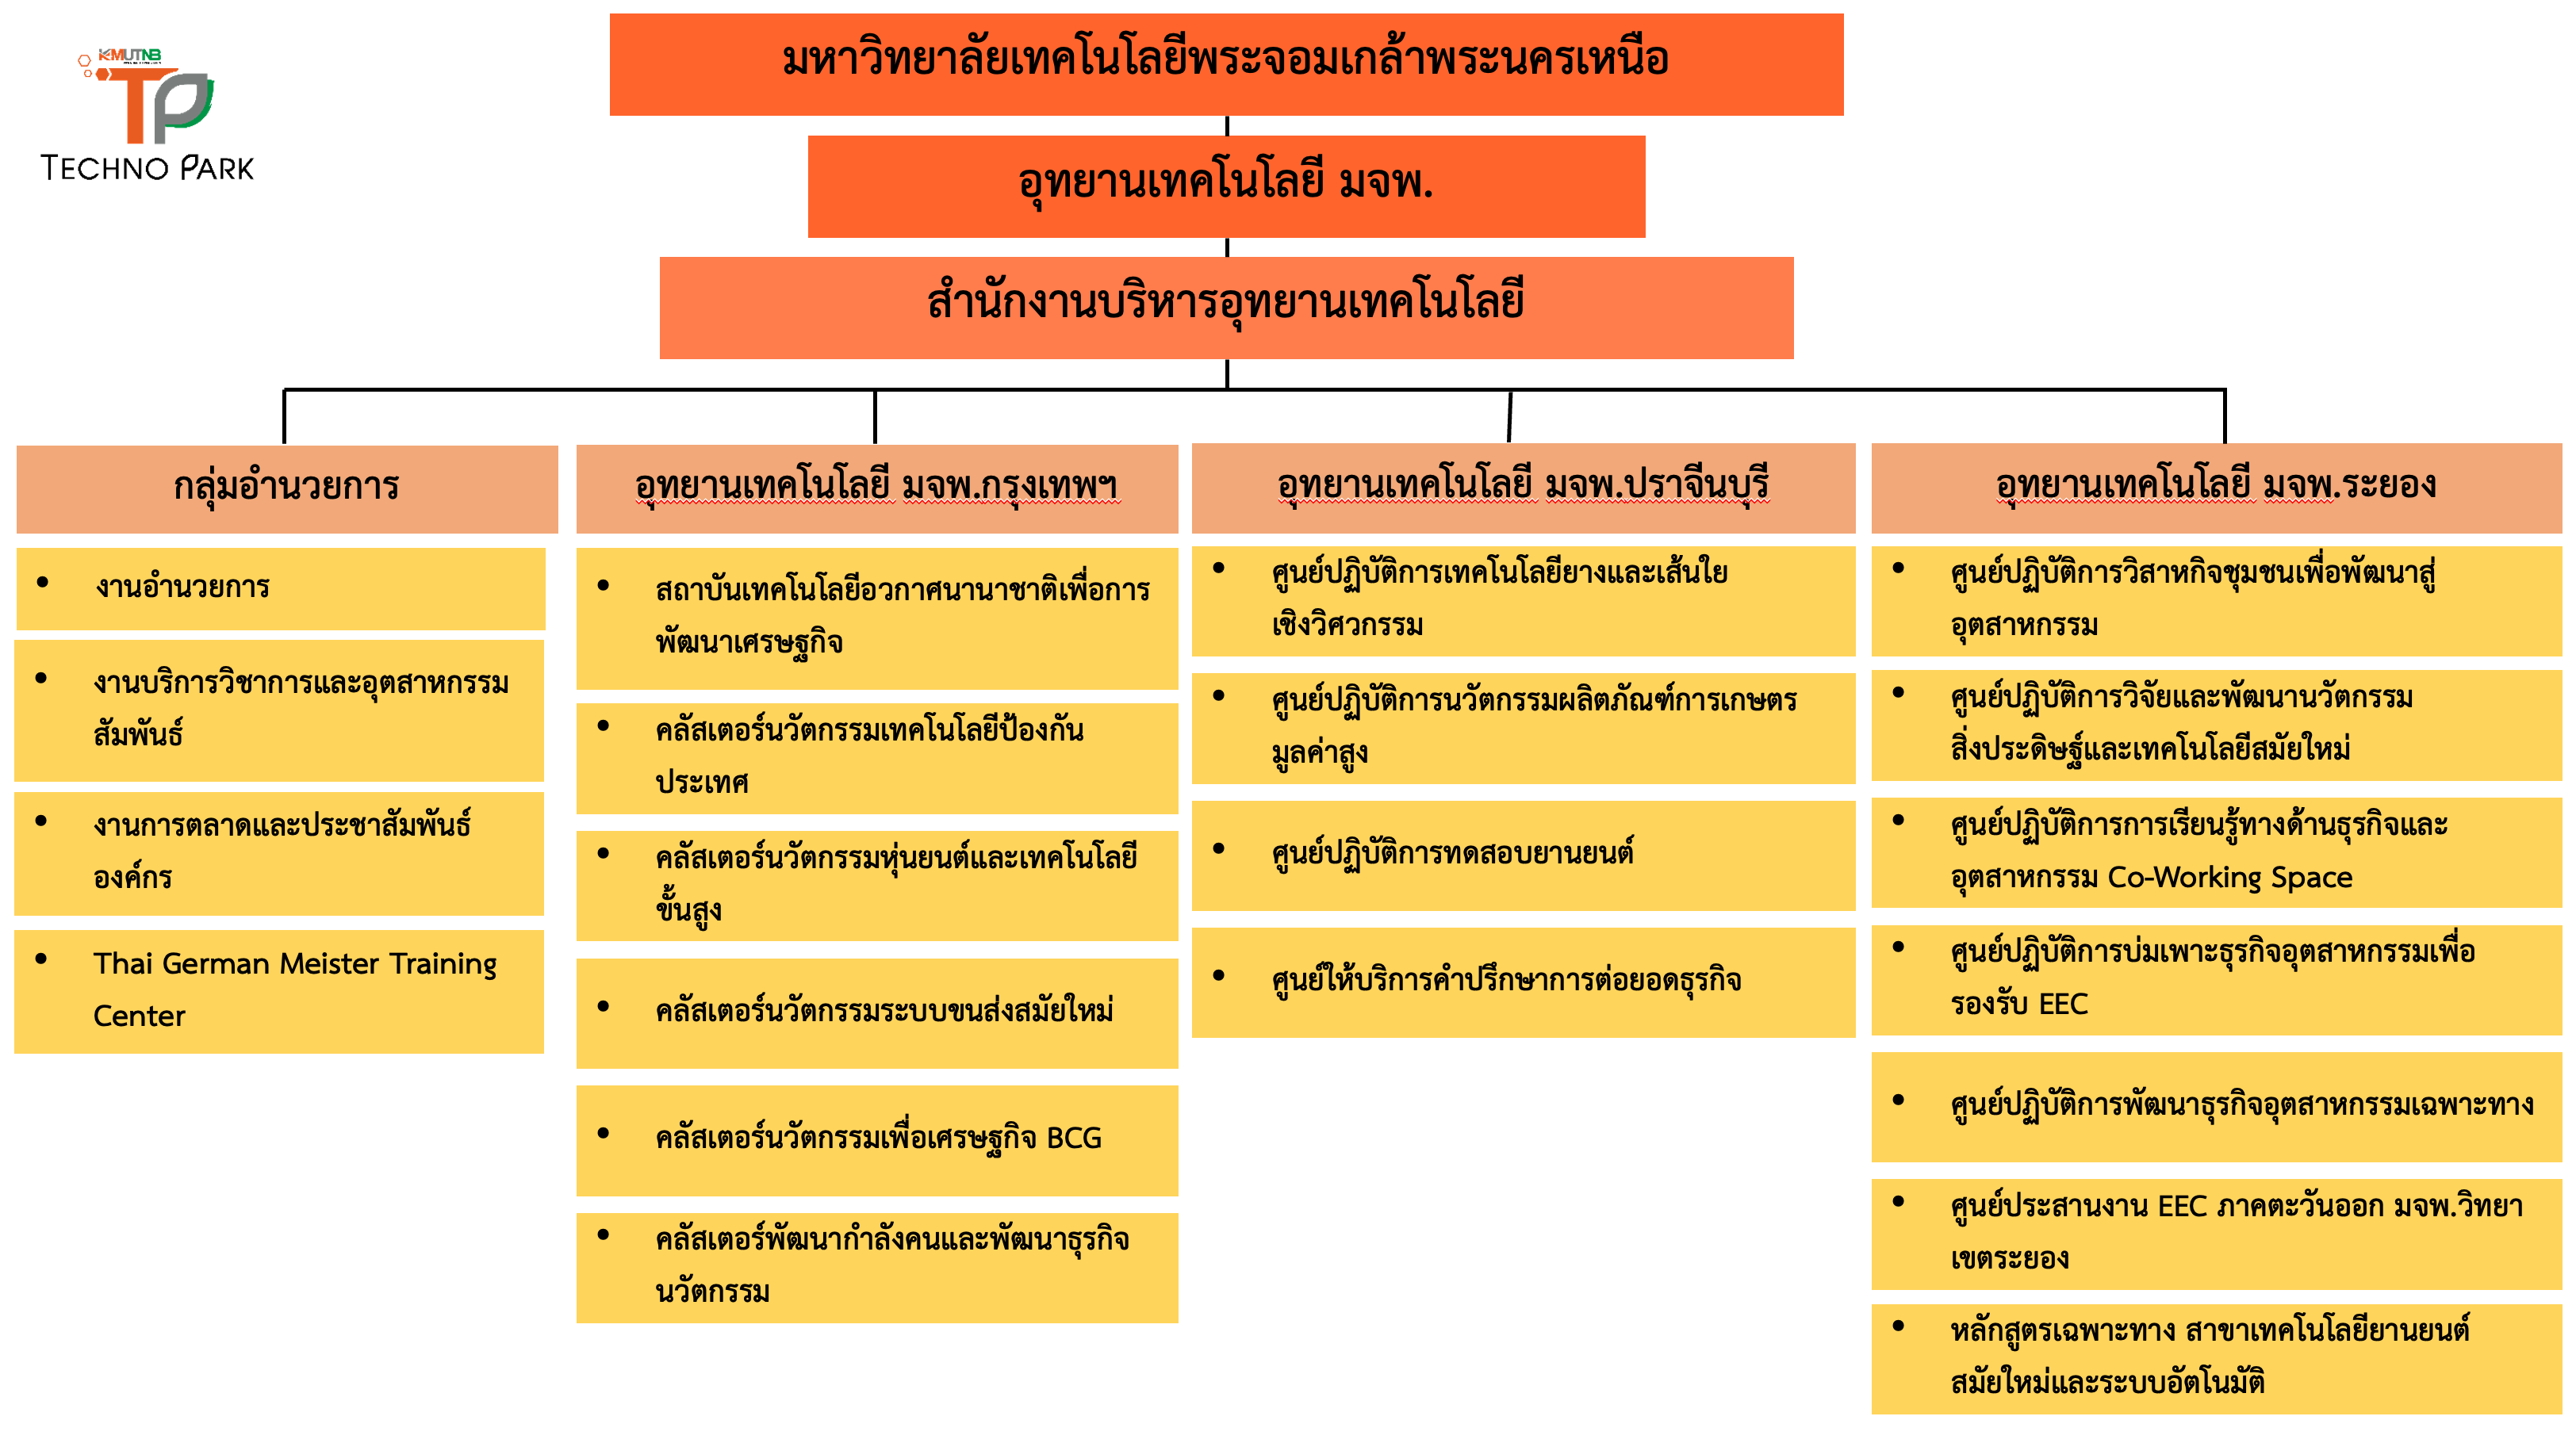 KMUTNB
TECHNO PARK
มหาวิทยาลัยเทคโนโลยีพระจอมเกล้าพระนครเหนือ
อุทยานเทคโนโลยี มจพ.
สำนักงานบริหารอุทยานเทคโนโลยี
กลุ่มอำนวยการ
• งานอำนวยการ
• งานบริการวิชาการและอุตสาหกรรม
สัมพันธ์
• งานการตลาดและประชาสัมพันธ์
องค์กร
• Thai German Meister Training
Center
อุทยานเทคโนโลยี มจพ.กรุงเทพฯ
• สถาบันเทคโนโลยีอวกาศนานาชาติเพื่อการ
พัฒนาเศรษฐกิจ
• คลัสเตอร์นวัตกรรมเทคโนโลยีป้องกัน
ประเทศ
• คลัสเตอร์นวัตกรรมหุ่นยนต์และเทคโนโลยี
ขั้นสูง
• คลัสเตอร์นวัตกรรมระบบขนส่งสมัยใหม่
• คลัสเตอร์นวัตกรรมเพื่อเศรษฐกิจ BCG
• คลัสเตอร์พัฒนากำลังคนและพัฒนาธุรกิจ
นวัตกรรม
อุทยานเทคโนโลยี มจพ.ปราจีนบุรี
• ศูนย์ปฏิบัติการเทคโนโลยียางและเส้นใย
เชิงวิศวกรรม
• ศูนย์ปฏิบัติการนวัตกรรมผลิตภัณฑ์การเกษตร
มูลค่าสูง
• ศูนย์ปฏิบัติการทดสอบยานยนต์
• ศูนย์ให้บริการคำปรึกษาการต่อยอดธุรกิจ
อุทยานเทคโนโลยี มจพ.ระยอง
• ศูนย์ปฏิบัติการวิสาหกิจชุมชนเพื่อพัฒนาสู่
อุตสาหกรรม
• ศูนย์ปฏิบัติการวิจัยและพัฒนานวัตกรรม
สิ่งประดิษฐ์และเทคโนโลยีสมัยใหม่
• ศูนย์ปฏิบัติการการเรียนรู้ทางด้านธุรกิจและ
อุตสาหกรรม Co-Working Space
• ศูนย์ปฏิบัติการบ่มเพาะธุรกิจอุตสาหกรรมเพื่อ
รองรับ EEC
• ศูนย์ปฏิบัติการพัฒนาธุรกิจอุตสาหกรรมเฉพาะทาง
• ศูนย์ประสานงาน EEC ภาคตะวันออก มจพ.วิทยา
เขตระยอง
• หลักสูตรเฉพาะทาง สาขาเทคโนโลยียานยนต์
สมัยใหม่และระบบอัตโนมัติ